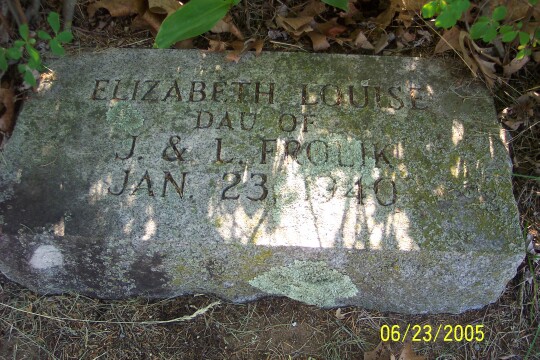 ELIZABETH LOUISE
DAU OF
J. & L. FROLIK
JAN. 23, 1940
06/23/2005